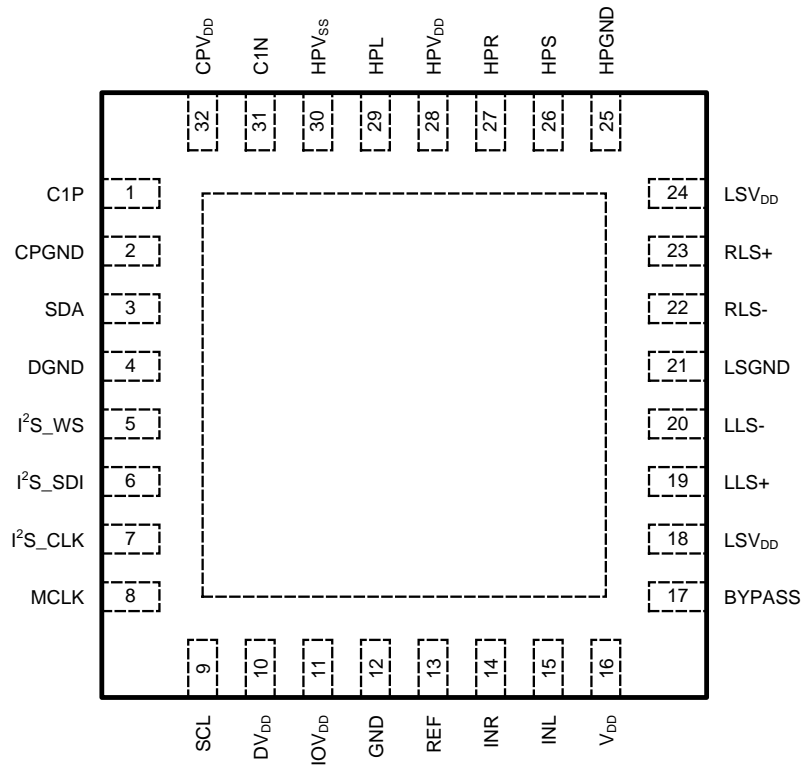 CPVDD C1N HPVSS HPL HPVDD HPR HPS HPGND
32 31 30 29 28 27 26 25
C1P 1 24 LSVDD
CPGND 2 23 RLS+
SDA 3 22 RLS-
DGND 4 21 LSGND
I²S_WS 5 20 LLS-
I²S_SDI 6 19 LLS+
I²S_CLK 7 18 LSVDD
MCLK 8 17 BYPASS
9 10 11 12 13 14 15 16
SCL DVDD IOVDD GND REF INR INL VDD